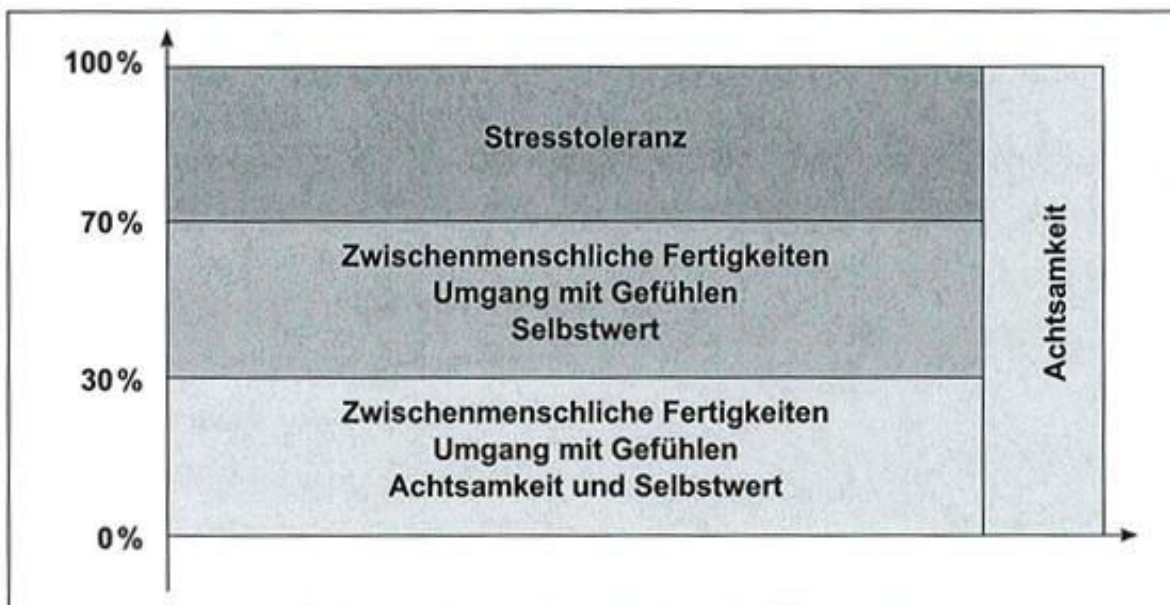 100%
Stresstoleranz
70%
Zwischenmenschliche Fertigkeiten
Umgang mit Gefühlen
Selbstwert
30%
Zwischenmenschliche Fertigkeiten
Umgang mit Gefühlen
Achtsamkeit und Selbstwert
0%
Achtsamkeit